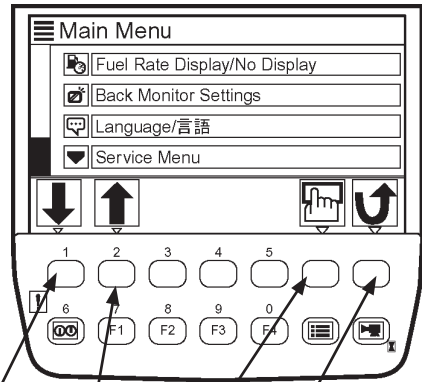 Main Menu
Fuel Rate Display/No Display
Back Monitor Settings
Language/言語
Service Menu
1 2 3 4 5
6 7 8 9 0
F1 F2 F3 F4